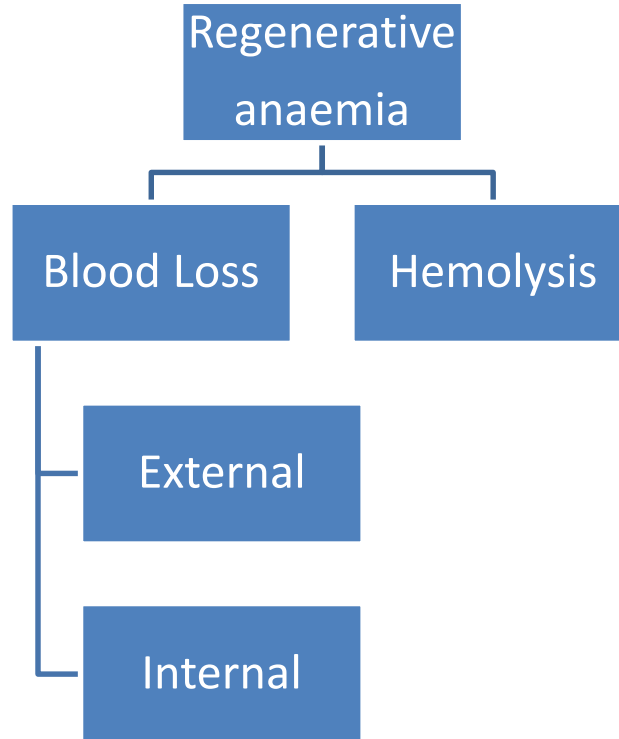 Regenerative
anaemia
Blood Loss
Hemolysis
External
Internal